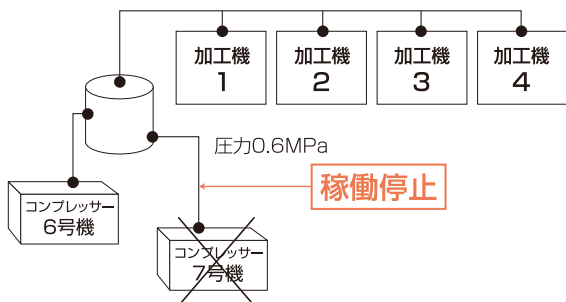 加工機
1
加工機
2
加工機
3
加工機
4
圧力0.6MPa
稼働停止
コンプレッサー
6号機
コンプレッサー
7号機